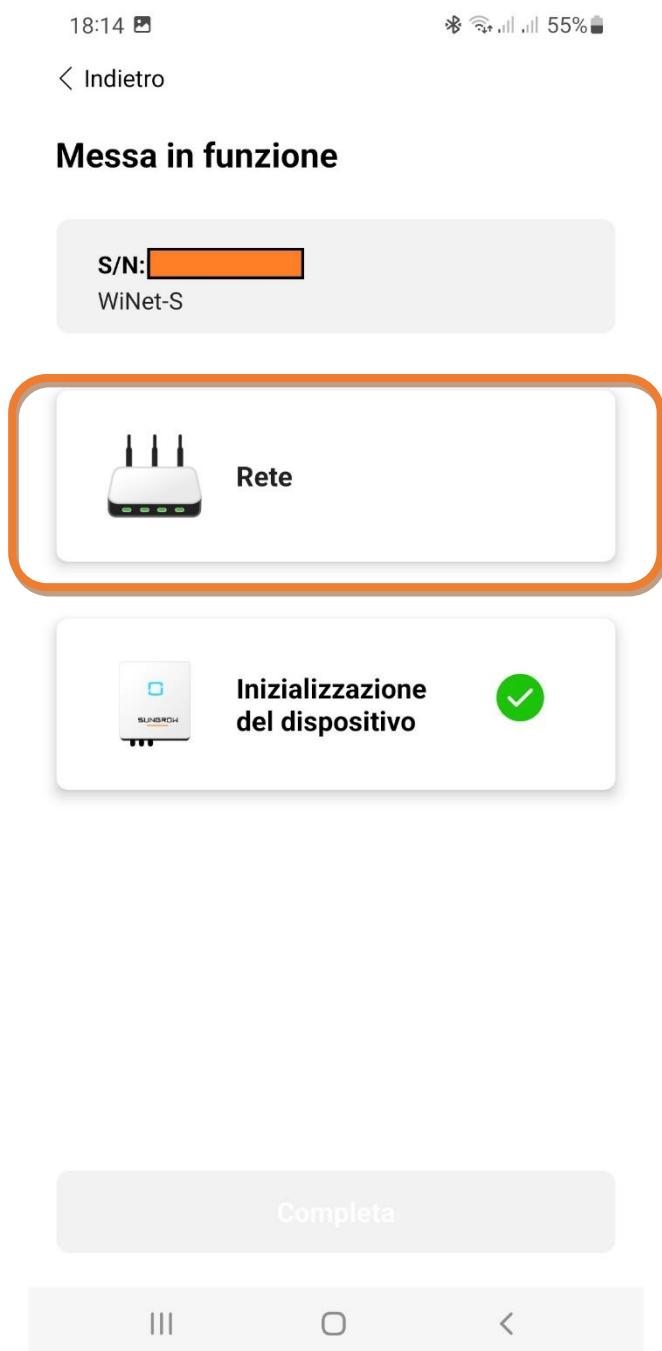 18:14
55%
Indietro
Messa in funzione
S/N:
WiNet-S
Rete
SUNGROW
Inizializzazione
del dispositivo
Completa